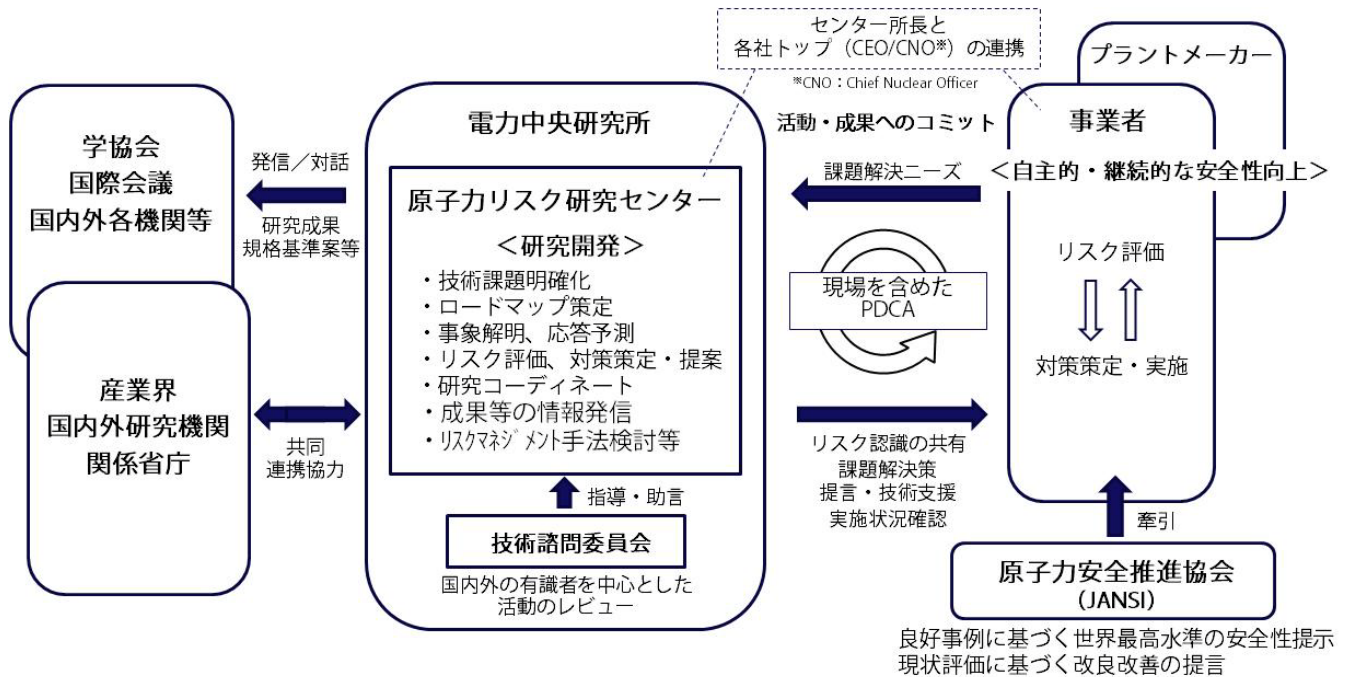 センター所長と
各社トップ（CEO/CNO※）の連携
※CNO：Chief Nuclear Officer
プラントメーカー
学協会
国際会議
国内外各機関等
発信／対話
研究成果
規格基準案等
産業界
国内外研究機関
関係省庁
共同
連携協力
電力中央研究所
原子力リスク研究センター
＜研究開発＞
・技術課題明確化
・ロードマップ策定
・事象解明、応答予測
・リスク評価、対策策定・提案
・研究コーディネート
・成果等の情報発信
・ﾘｽｸﾏﾈｼﾞﾒﾝﾄ手法検討等
指導・助言
技術諮問委員会
国内外の有識者を中心とした
活動のレビュー
活動・成果へのコミット
課題解決ニーズ
現場を含めた
PDCA
リスク認識の共有
課題解決策
提言・技術支援
実施状況確認
事業者
＜自主的・継続的な安全性向上＞
リスク評価
対策策定・実施
牽引
原子力安全推進協会
（JANSI）
良好事例に基づく世界最高水準の安全性提示
現状評価に基づく改良改善の提言